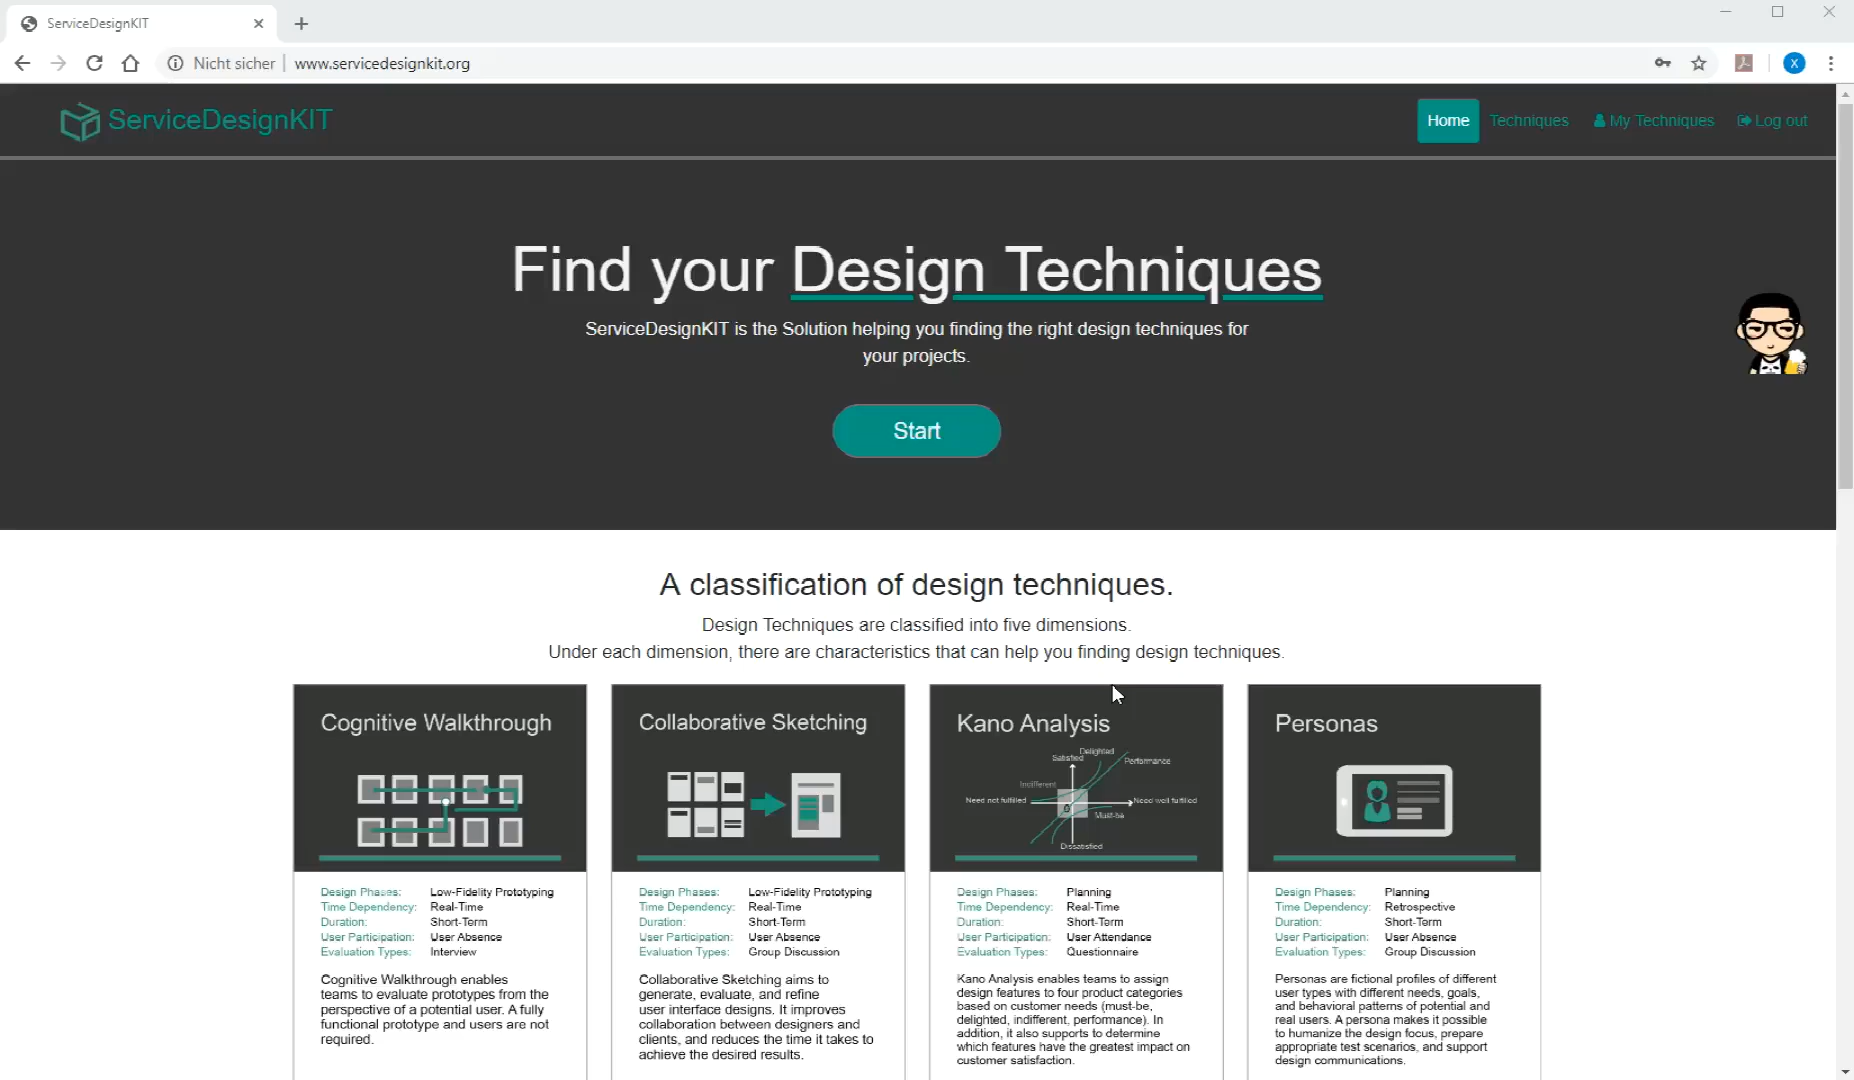 ServiceDesignKIT
Nicht sicher www.servicedesignkit.org
X
ServiceDesignKIT
Home Techniques My Techniques Log out
Find your Design Techniques
ServiceDesignKIT is the Solution helping you finding the right design techniques for
your projects.
Start
A classification of design techniques.
Design Techniques are classified into five dimensions.
Under each dimension, there are characteristics that can help you finding design techniques.
Cognitive Walkthrough
Design Phases: Low-Fidelity Prototyping
Time Dependency: Real-Time
Duration: Short-Term
User Participation: User Absence
Evaluation Types: Interview
Cognitive Walkthrough enables
teams to evaluate prototypes from the
perspective of a potential user. A fully
functional prototype and users are not
required.
Collaborative Sketching
Design Phases: Low-Fidelity Prototyping
Time Dependency: Real-Time
Duration: Short-Term
User Participation: User Absence
Evaluation Types: Group Discussion
Collaborative Sketching aims to
generate, evaluate, and refine
user interface designs. It improves
collaboration between designers and
clients, and reduces the time it takes to
achieve the desired results.
Kano Analysis
Delighted
Satisfied
Performance
Indifferent
Need not fulfilled
Need well fulfilled
Must-be
Dissatisfied
Design Phases: Planning
Time Dependency: Real-Time
Duration: Short-Term
User Participation: User Attendance
Evaluation Types: Questionnaire
Kano Analysis enables teams to assign
design features to four product categories
based on customer needs (must-be,
delighted, indifferent, performance). In
addition, it also supports to determine
which features have the greatest impact on
customer satisfaction.
Personas
Design Phases: Planning
Time Dependency: Retrospective
Duration: Short-Term
User Participation: User Absence
Evaluation Types: Group Discussion
Personas are fictional profiles of different
user types with different needs, goals,
and behavioral patterns of potential and
real users. A persona makes it possible
to humanize the design focus, prepare
appropriate test scenarios, and support
design communications.